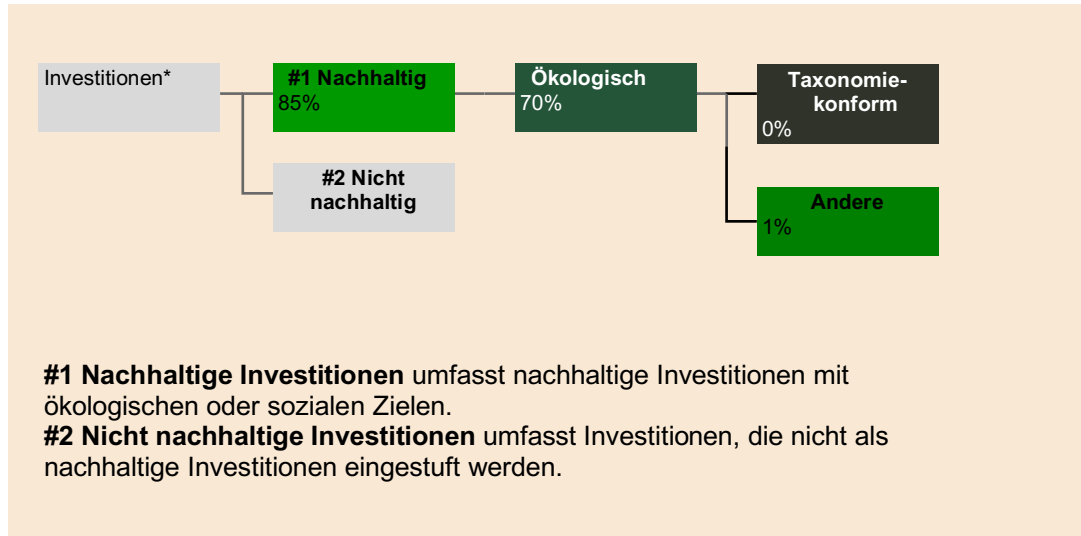 Investitionen*
#1 Nachhaltig
85%
Ökologisch
70%
Taxonomie-
konform
0%
#2 Nicht
nachhaltig
Andere
1%
#1 Nachhaltige Investitionen umfasst nachhaltige Investitionen mit
ökologischen oder sozialen Zielen.
#2 Nicht nachhaltige Investitionen umfasst Investitionen, die nicht als
nachhaltige Investitionen eingestuft werden.